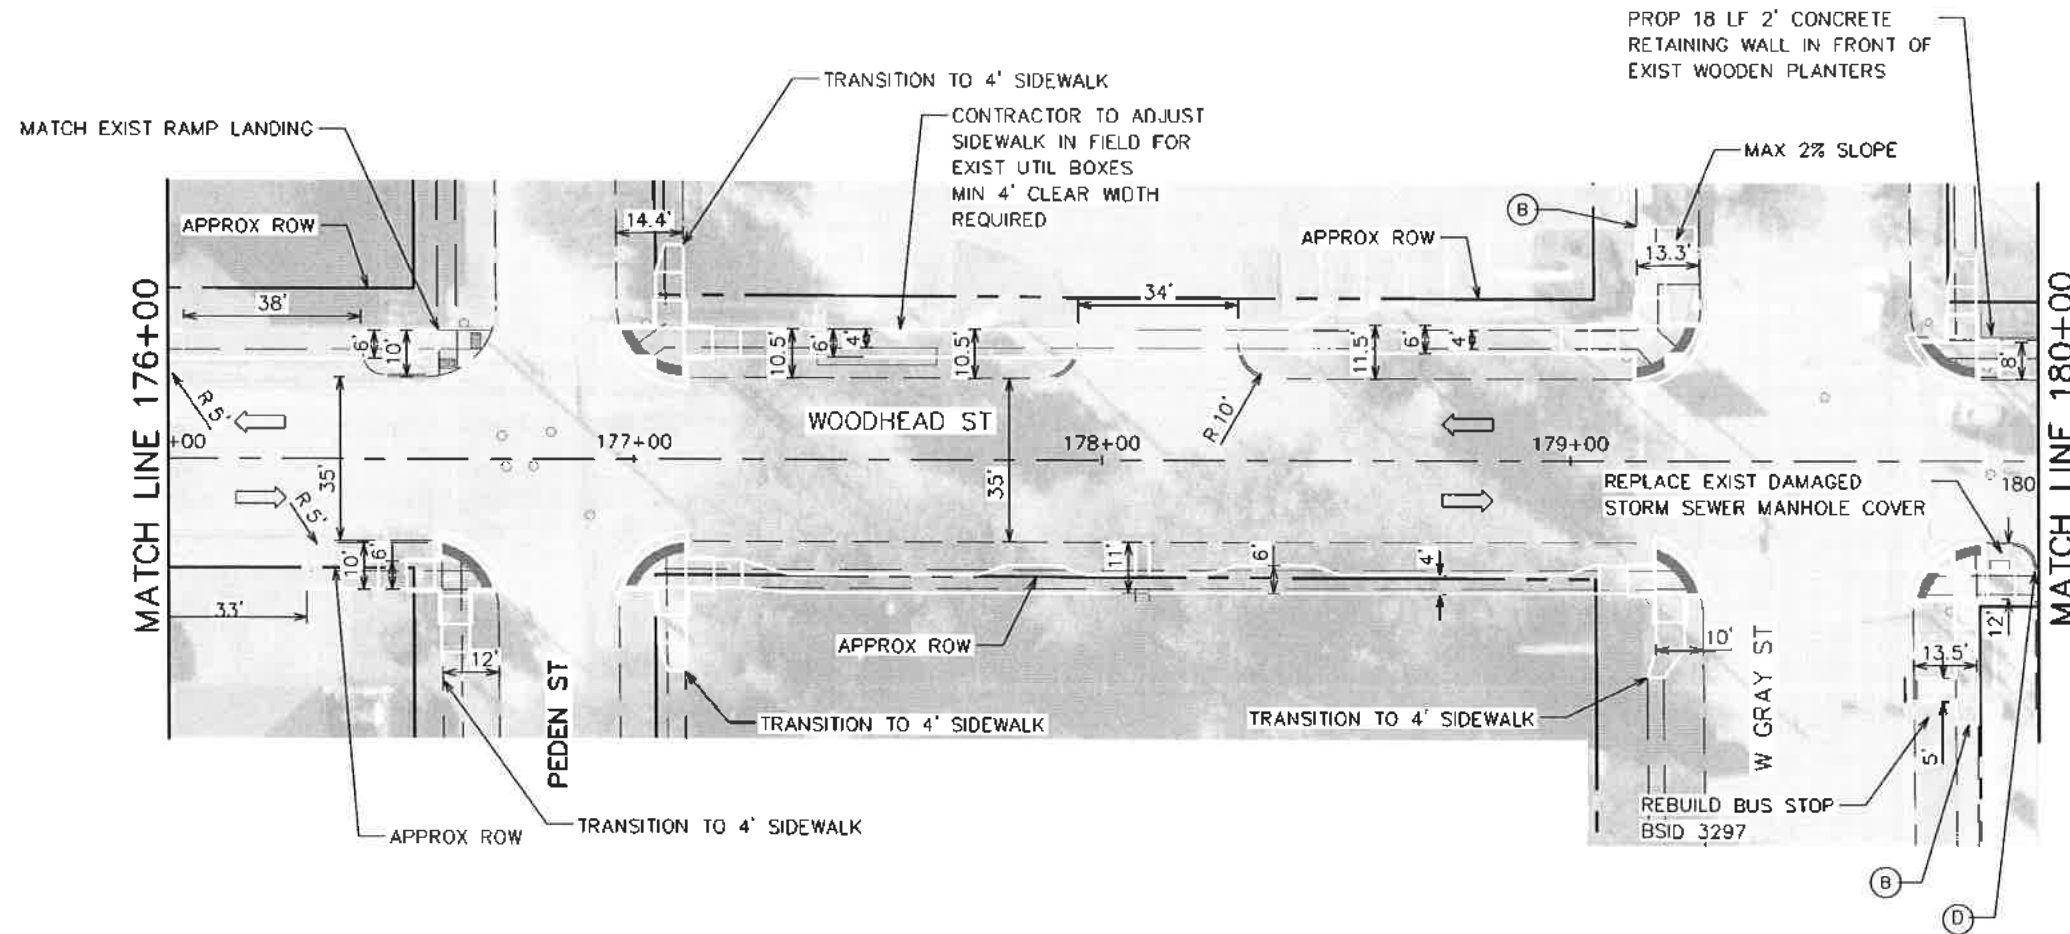 PROP 18 LF 2' CONCRETE
RETAINING WALL IN FRONT OF
EXIST WOODEN PLANTERS
TRANSITION TO 4' SIDEWALK
CONTRACTOR TO ADJUST
SIDEWALK IN FIELD FOR
EXIST UTIL BOXES
MIN 4' CLEAR WIDTH
REQUIRED
MATCH EXIST RAMP LANDING
MAX 2% SLOPE
B
APPROX ROW
14.4'
APPROX ROW
13.3'
MATCH LINE 176+00
38'
34'
6'
10'
10.5'
6'
4'
10.5'
11.5'
6'
4'
8'
MATCH LINE 180+00
R 5'
WOODHEAD ST
R 10'
+00
177+00
178+00
179+00
180
35'
35'
REPLACE EXIST DAMAGED
STORM SEWER MANHOLE COVER
R 5'
10'
6'
11'
6'
4'
33'
12'
12'
10'
13.5'
APPROX ROW
PEDEN ST
W GRAY ST
TRANSITION TO 4' SIDEWALK
TRANSITION TO 4' SIDEWALK
5'
REBUILD BUS STOP
BSID 3297
APPROX ROW
TRANSITION TO 4' SIDEWALK
B
D